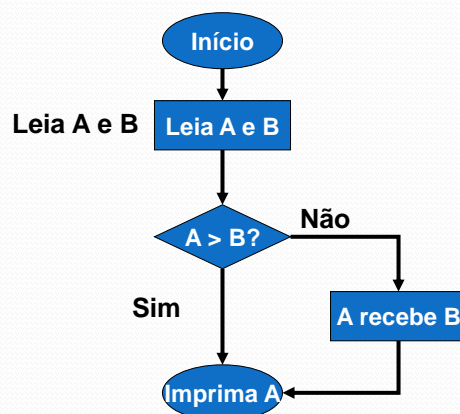 Início
Leia A e B
Leia A e B
A > B?
Não
Sim
A recebe B
Imprima A